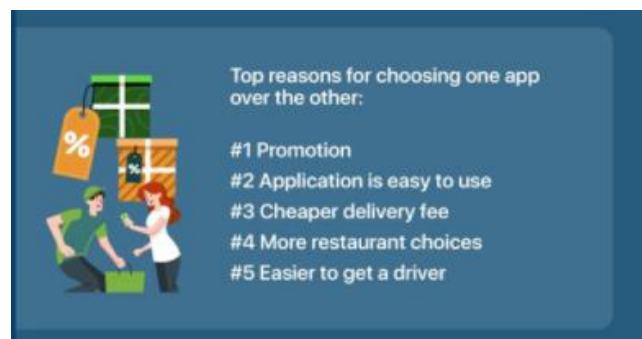 Top reasons for choosing one app
over the other:
#1 Promotion
#2 Application is easy to use
#3 Cheaper delivery fee
#4 More restaurant choices
#5 Easier to get a driver
%
%